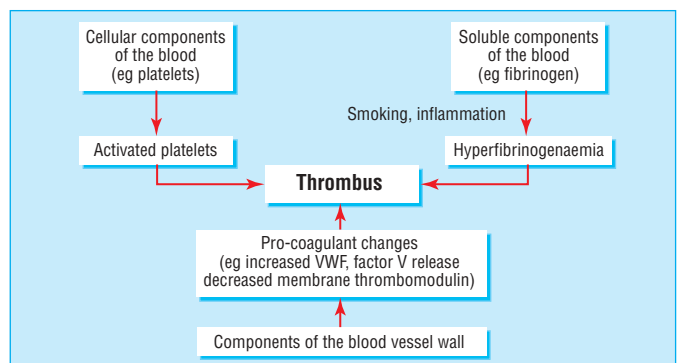 Cellular components
of the blood
(eg platelets)
Soluble components
of the blood
(eg fibrinogen)
Smoking, inflammation
Activated platelets
Hyperfibrinogenaemia
Thrombus
Pro-coagulant changes
(eg increased VWF, factor V release
decreased membrane thrombomodulin)
Components of the blood vessel wall